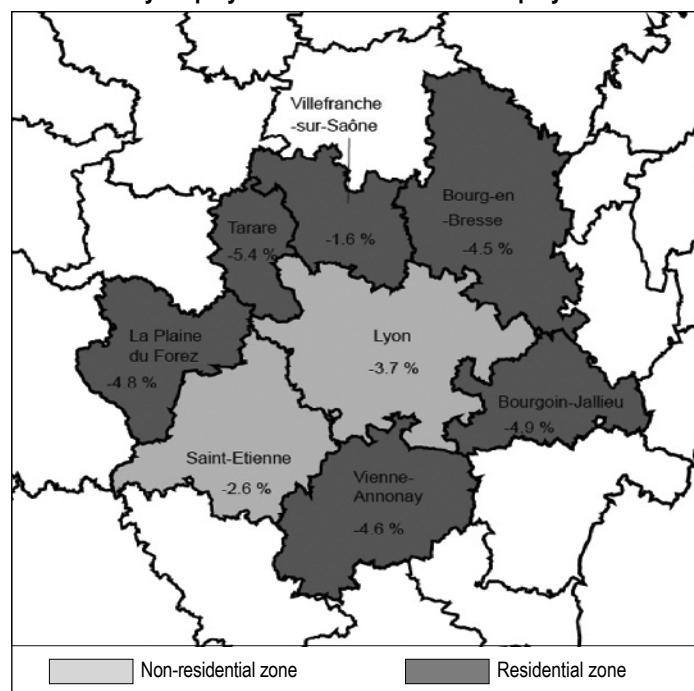 Villefranche
-sur-Saône
-1.6 %
Bourg-en
-Bresse
-4.5 %
Tarare
-5.4 %
La Plaine
du Forez
-4.8 %
Lyon
-3.7 %
Bourgoin-Jallieu
-4.9 %
Saint-Etienne
-2.6 %
Vienne-
Annonay
-4.6 %
Non-residential zone
Residential zone